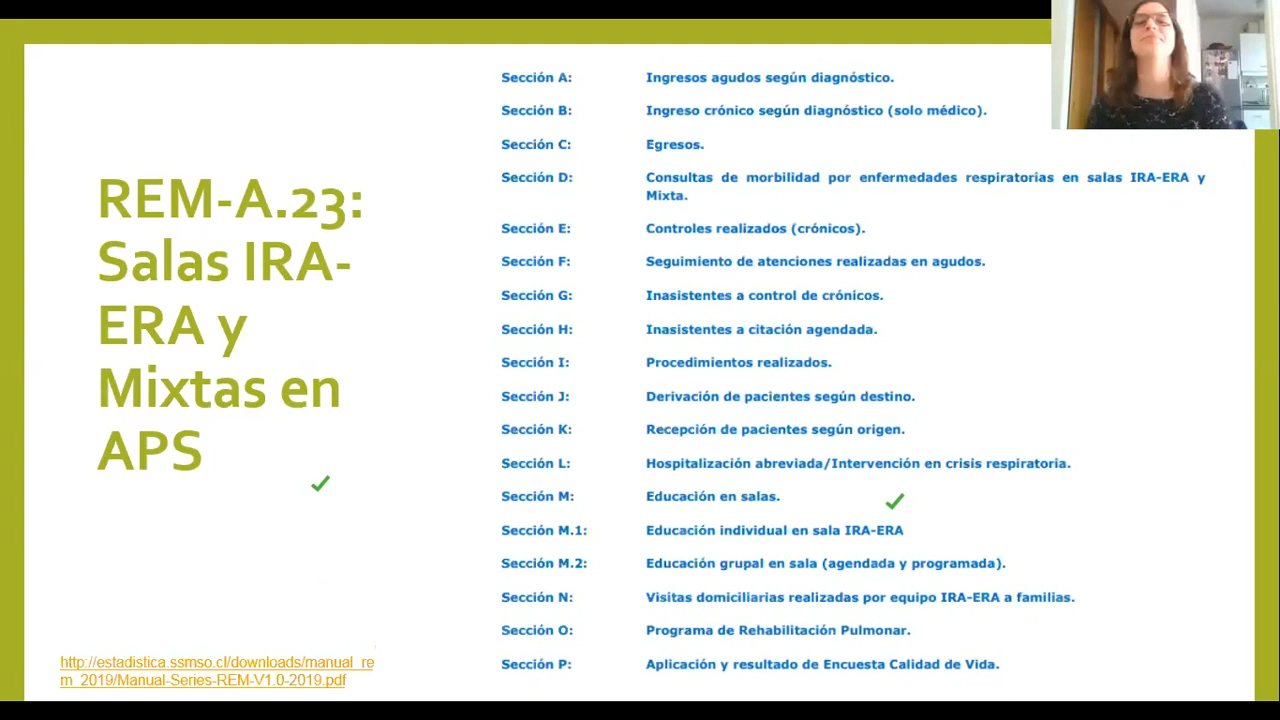 REM-A.23:
Salas IRA-
ERA y
Mixtas en
APS
http://estadistica.ssmso.cl/downloads/manual_re
m_2019/Manual-Series-REM-V1.0-2019.pdf
Sección A: Ingresos agudos según diagnóstico.
Sección B: Ingreso crónico según diagnóstico (solo médico).
Sección C: Egresos.
Sección D: Consultas de morbilidad por enfermedades respiratorias en salas IRA-ERA y
Mixta.
Sección E: Controles realizados (crónicos).
Sección F: Seguimiento de atenciones realizadas en agudos.
Sección G: Inasistentes a control de crónicos.
Sección H: Inasistentes a citación agendada.
Sección I: Procedimientos realizados.
Sección J: Derivación de pacientes según destino.
Sección K: Recepción de pacientes según origen.
Sección L: Hospitalización abreviada/Intervención en crisis respiratoria.
Sección M: Educación en salas.
Sección M.1: Educación individual en sala IRA-ERA
Sección M.2: Educación grupal en sala (agendada y programada).
Sección N: Visitas domiciliarias realizadas por equipo IRA-ERA a familias.
Sección O: Programa de Rehabilitación Pulmonar.
Sección P: Aplicación y resultado de Encuesta Calidad de Vida.